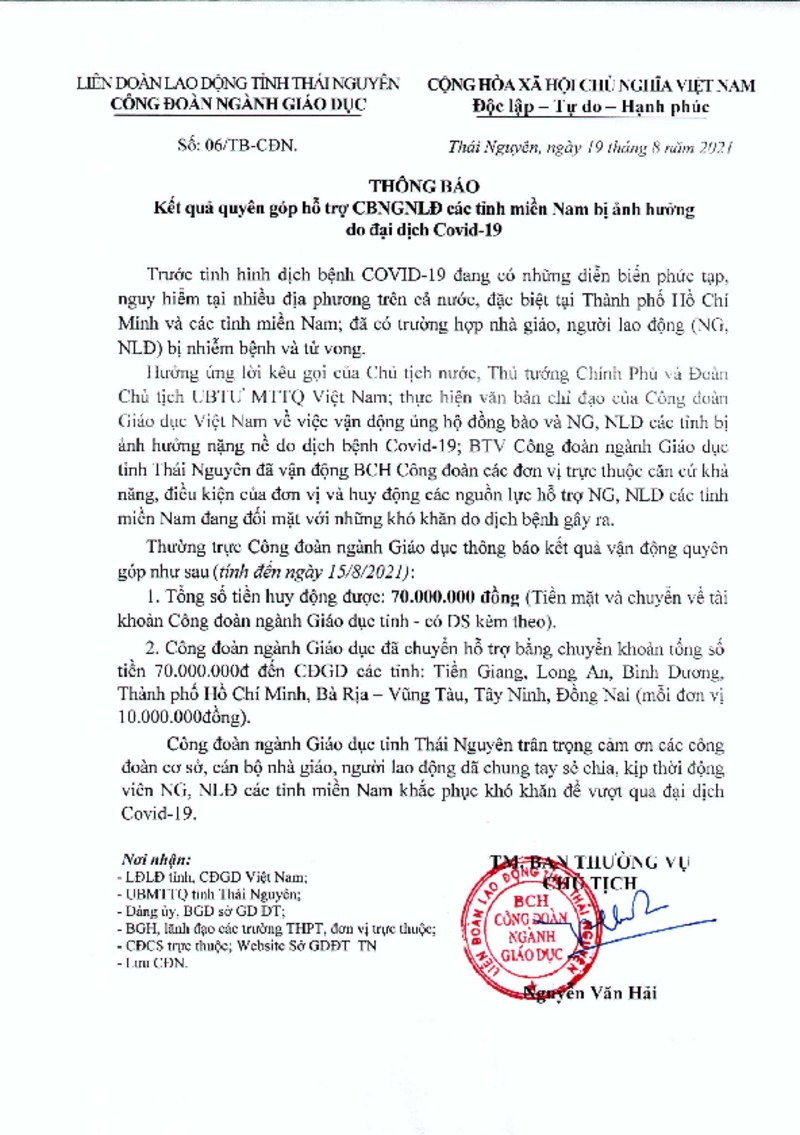 LIÊN ĐOÀN LAO ĐỘNG TỈNH THÁI NGUYÊN
CÔNG ĐOÀN NGÀNH GIÁO DỤC
CỘNG HÒA XÃ HỘI CHỦ NGHĨA VIỆT NAM
Độc lập – Tự do – Hạnh phúc
Số: 06/TB-CĐN.
Thái Nguyên, ngày 19 tháng 8 năm 2021
THÔNG BÁO
Kết quả quyên góp hỗ trợ CBNGNLĐ các tỉnh miền Nam bị ảnh hưởng
do đại dịch Covid-19
Trước tình hình dịch bệnh COVID-19 đang có những diễn biến phức tạp,
nguy hiểm tại nhiều địa phương trên cả nước, đặc biệt tại Thành phố Hồ Chí
Minh và các tỉnh miền Nam; đã có trường hợp nhà giáo, người lao động (NG,
NLĐ) bị nhiễm bệnh và tử vong.
Hưởng ứng lời kêu gọi của Chủ tịch nước, Thủ tướng Chính Phủ và Đoàn
Chủ tịch UBTƯ MTTQ Việt Nam; thực hiện văn bản chỉ đạo của Công đoàn
Giáo dục Việt Nam về việc vận động ủng hộ đồng bào và NG, NLĐ các tỉnh bị
ảnh hưởng nặng nề do dịch bệnh Covid-19; BTV Công đoàn ngành Giáo dục
tỉnh Thái Nguyên đã vận động BCH Công đoàn các đơn vị trực thuộc căn cứ khả
năng, điều kiện của đơn vị và huy động các nguồn lực hỗ trợ NG, NLĐ các tỉnh
miền Nam đang đối mặt với những khó khăn do dịch bệnh gây ra.
Thường trực Công đoàn ngành Giáo dục thông báo kết quả vận động quyên
góp như sau (tính đến ngày 15/8/2021):
1. Tổng số tiền huy động được: 70.000.000 đồng (Tiền mặt và chuyển về tài
khoản Công đoàn ngành Giáo dục tỉnh - có DS kèm theo).
2. Công đoàn ngành Giáo dục đã chuyển hỗ trợ bằng chuyển khoản tổng số
tiền 70.000.000đ đến CĐGD các tỉnh: Tiền Giang, Long An, Bình Dương,
Thành phố Hồ Chí Minh, Bà Rịa – Vũng Tàu, Tây Ninh, Đồng Nai (mỗi đơn vị
10.000.000đồng).
Công đoàn ngành Giáo dục tỉnh Thái Nguyên trân trọng cảm ơn các công
đoàn cơ sở, cán bộ nhà giáo, người lao động đã chung tay sẻ chia, kịp thời động
viên NG, NLĐ các tỉnh miền Nam khắc phục khó khăn để vượt qua đại dịch
Covid-19.
Nơi nhận:
- LĐLĐ tỉnh, CĐGD Việt Nam;
- UBMTTQ tỉnh Thái Nguyên;
- Đảng ủy, BGD sở GD ĐT;
- BGH, lãnh đạo các trường THPT, đơn vị trực thuộc;
- CĐCS trực thuộc; Website Sở GDĐT TN
- Lưu CĐN.
TM. BAN THƯỜNG VỤ
CHỦ TỊCH
LIÊN ĐOÀN LAO ĐỘNG TỈNH THÁI NGUYÊN
BCH
CÔNG ĐOÀN
NGÀNH
GIÁO DỤC
Nguyễn Văn Hải